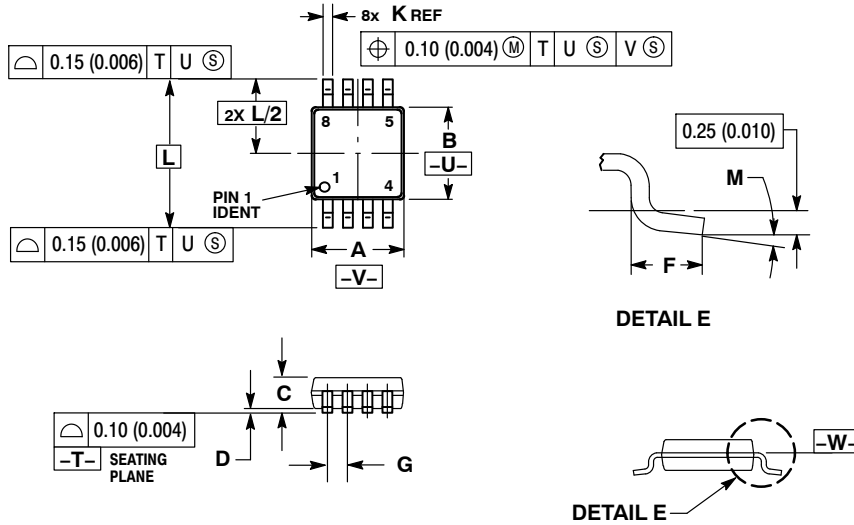 8x K REF
⌖ 0.10 (0.004) Ⓜ T U Ⓢ V Ⓢ
⌓ 0.15 (0.006) T U Ⓢ
2X L/2
8 5
B
–U–
L
1
4
PIN 1
IDENT
⌓ 0.15 (0.006) T U Ⓢ
A
–V–
0.25 (0.010)
M
F
DETAIL E
C
⌓ 0.10 (0.004)
–T– SEATING
PLANE
D
G
–W–
DETAIL E